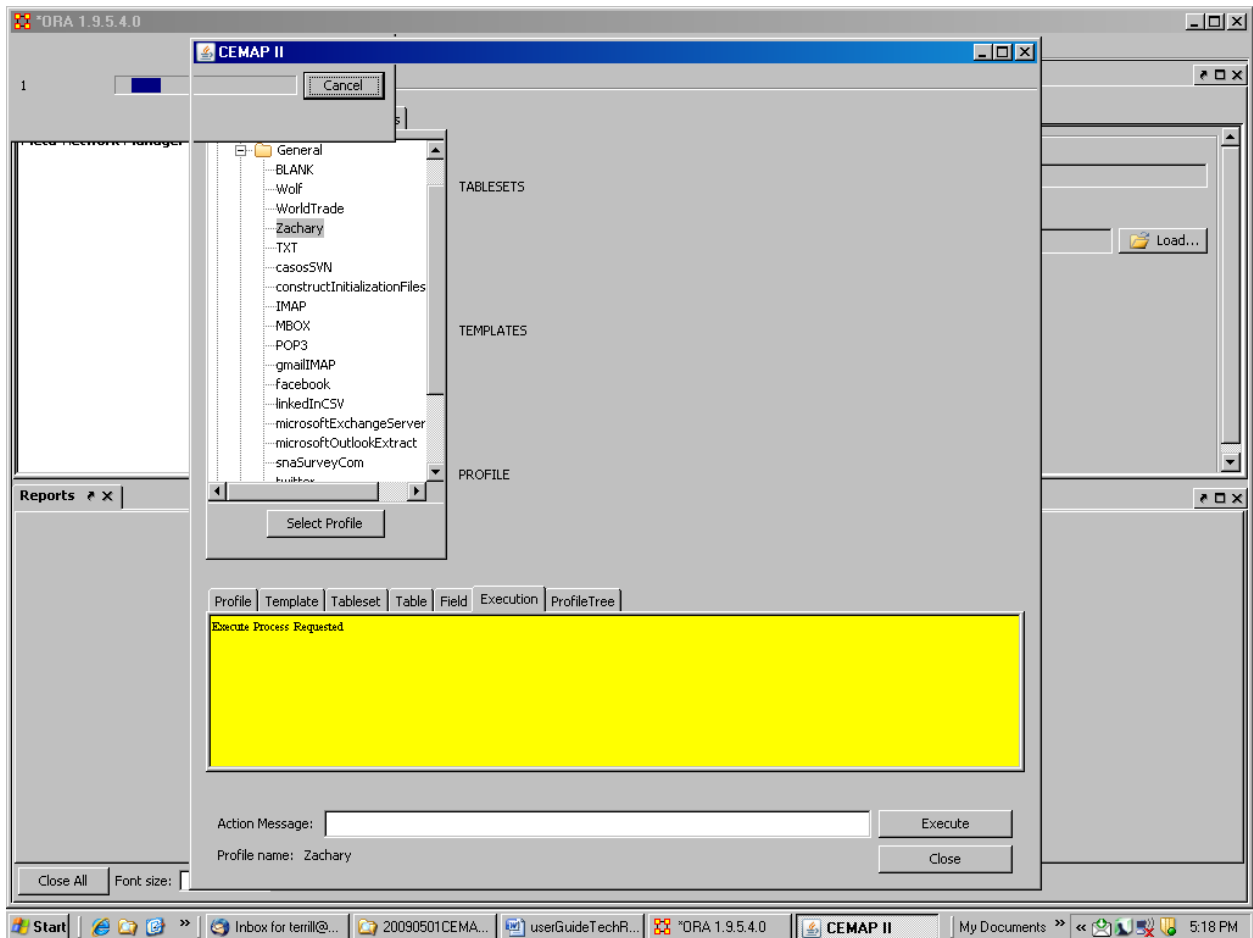 *ORA 1.9.5.4.0
CEMAP II
1
Cancel
s
General
BLANK
Wolf
WorldTrade
Zachary
TXT
casosSVN
constructInitializationFiles
IMAP
MBOX
POP3
gmailIMAP
facebook
linkedInCSV
microsoftExchangeServer
microsoftOutlookExtract
snaSurveyCom
twitter
Select Profile
TABLESETS
TEMPLATES
PROFILE
Load...
Reports
Profile Template Tableset Table Field Execution ProfileTree
Execute Process Requested
Action Message:
Execute
Profile name: Zachary
Close
Close All Font size:
Start » Inbox for terrill@... 20090501CEMA... userGuideTechR... *ORA 1.9.5.4.0 CEMAP II My Documents » « 5:18 PM